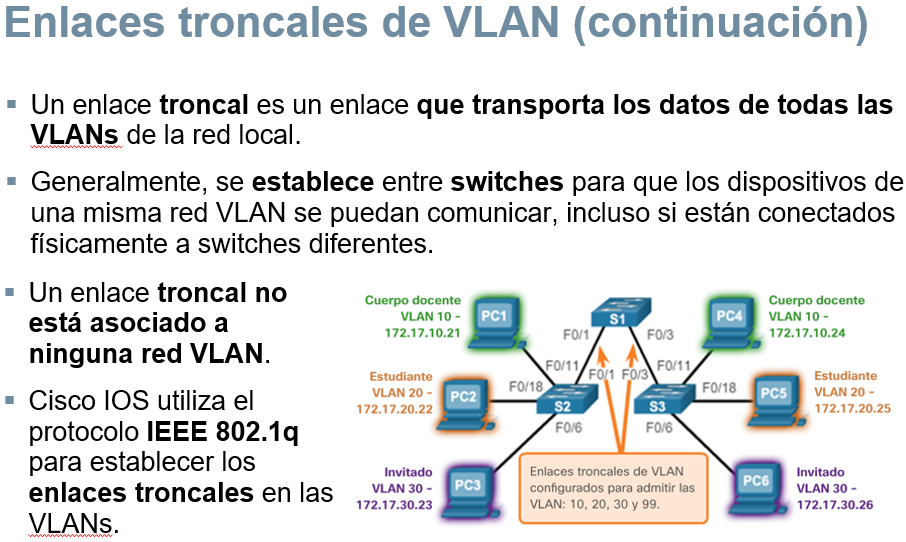 Enlaces troncales de VLAN (continuación)
Un enlace troncal es un enlace que transporta los datos de todas las
VLANs de la red local.
Generalmente, se establece entre switches para que los dispositivos de
una misma red VLAN se puedan comunicar, incluso si están conectados
físicamente a switches diferentes.
Un enlace troncal no
está asociado a
ninguna red VLAN.
Cisco IOS utiliza el
protocolo IEEE 802.1q
para establecer los
enlaces troncales en las
VLANs.
Cuerpo docente
VLAN 10 –
172.17.10.21
PC1
S1
F0/1
F0/3
PC4
Cuerpo docente
VLAN 10 –
172.17.10.24
F0/11
F0/1
F0/3
F0/11
Estudiante
VLAN 20 –
172.17.20.22
PC2
F0/18
S2
F0/6
S3
F0/18
F0/6
PC5
Estudiante
VLAN 20 –
172.17.20.25
Invitado
VLAN 30 –
172.17.30.23
PC3
Enlaces troncales de VLAN
configurados para admitir las
VLAN: 10, 20, 30 y 99.
PC6
Invitado
VLAN 30 –
172.17.30.26